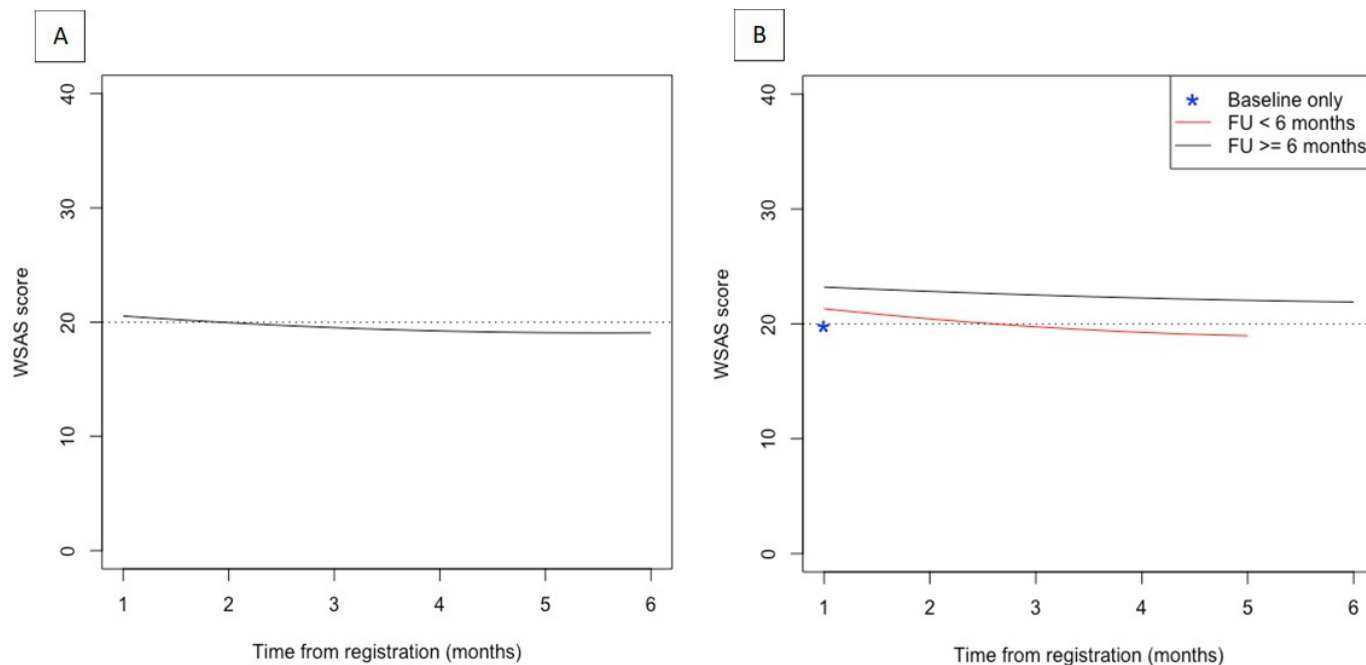 A
WSAS score
40
30
20
10
0
1 2 3 4 5 6
Time from registration (months)
B
Baseline only
FU < 6 months
FU >= 6 months
WSAS score
40
30
20
10
0
1 2 3 4 5 6
Time from registration (months)